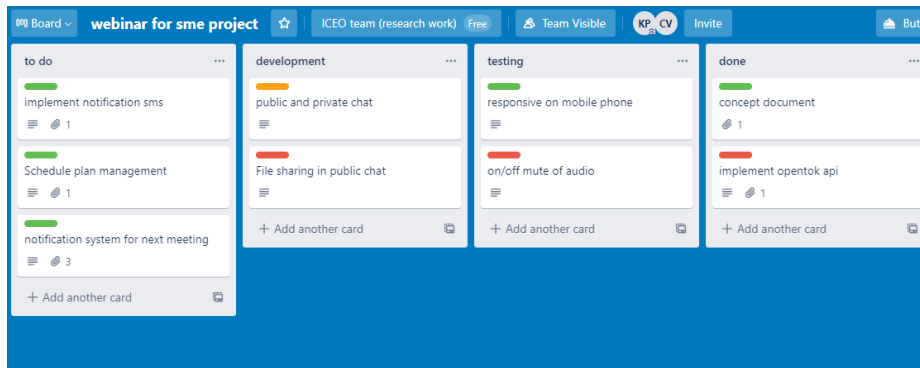 Board
webinar for sme project
ICEO team (research work) Free
Team Visible
KP CV
Invite
But
to do
implement notification sms
1
Schedule plan management
1
notification system for next meeting
3
+ Add another card
development
public and private chat
File sharing in public chat
+ Add another card
testing
responsive on mobile phone
on/off mute of audio
+ Add another card
done
concept document
1
implement opentok api
1
+ Add another card